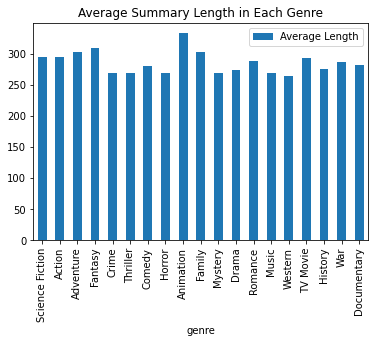 Average Summary Length in Each Genre
Average Length
300
250
200
150
100
50
0
Science Fiction
Action
Adventure
Fantasy
Crime
Thriller
Comedy
Horror
Animation
Family
Mystery
Drama
Romance
Music
Western
TV Movie
History
War
Documentary
genre